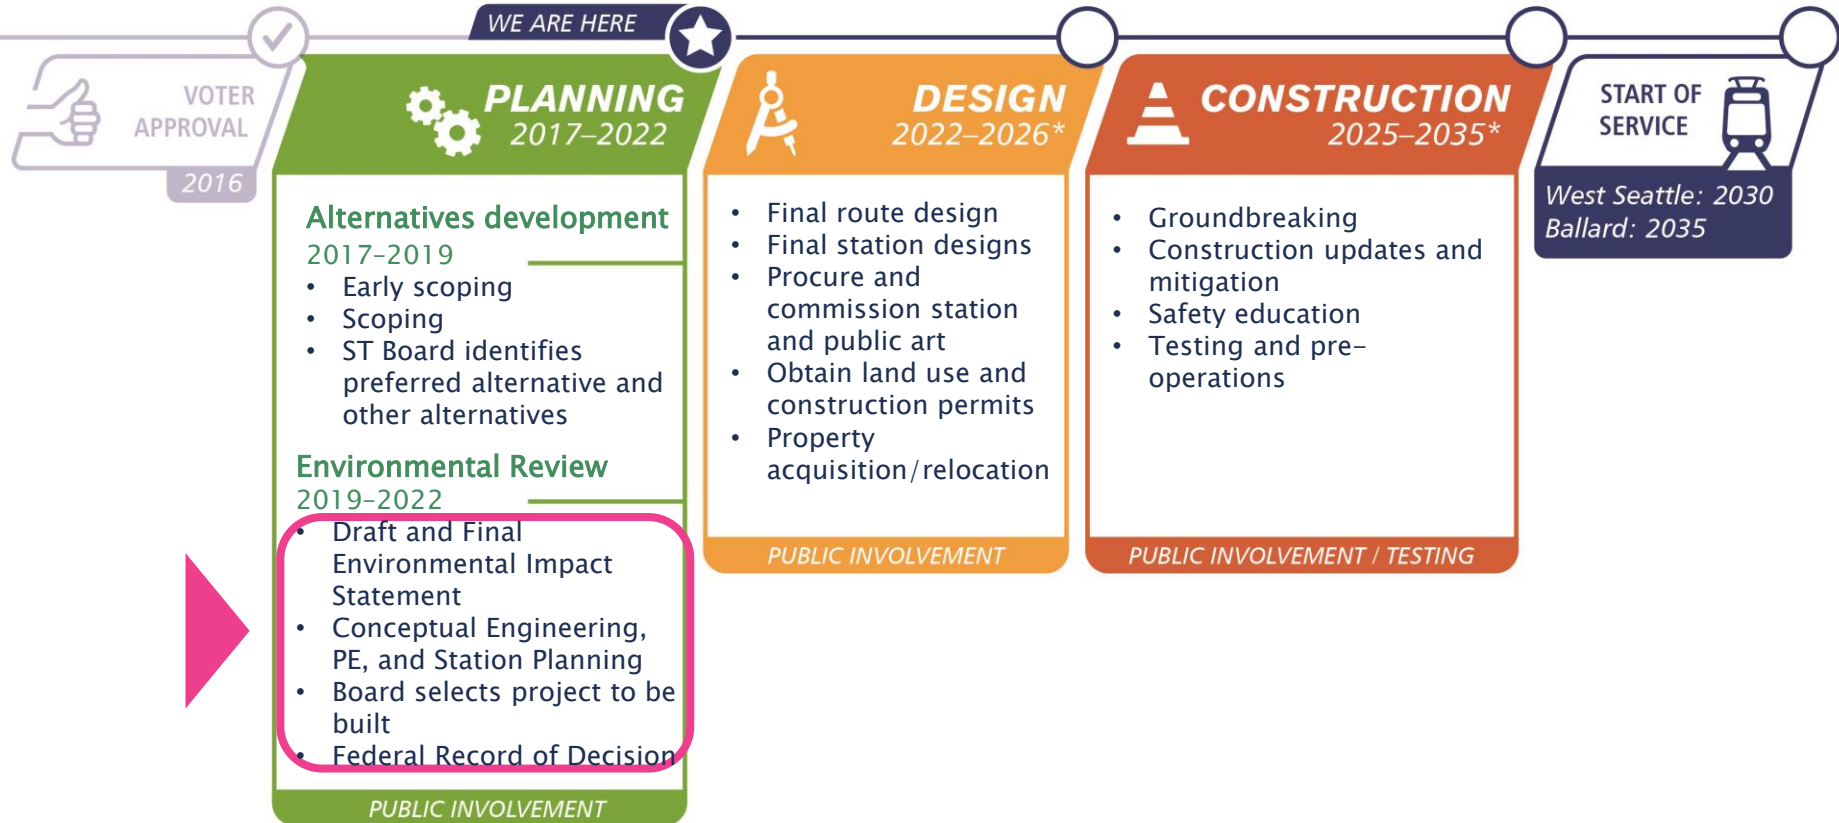 WE ARE HERE
VOTER
APPROVAL
2016
PLANNING
2017–2022
Alternatives development
2017–2019
• Early scoping
• Scoping
• ST Board identifies
preferred alternative and
other alternatives
Environmental Review
2019–2022
• Draft and Final
Environmental Impact
Statement
• Conceptual Engineering,
PE, and Station Planning
• Board selects project to be
built
• Federal Record of Decision
PUBLIC INVOLVEMENT
DESIGN
2022–2026*
• Final route design
• Final station designs
• Procure and
commission station
and public art
• Obtain land use and
construction permits
• Property
acquisition/relocation
PUBLIC INVOLVEMENT
CONSTRUCTION
2025–2035*
• Groundbreaking
• Construction updates and
mitigation
• Safety education
• Testing and pre–
operations
PUBLIC INVOLVEMENT / TESTING
START OF
SERVICE
West Seattle: 2030
Ballard: 2035